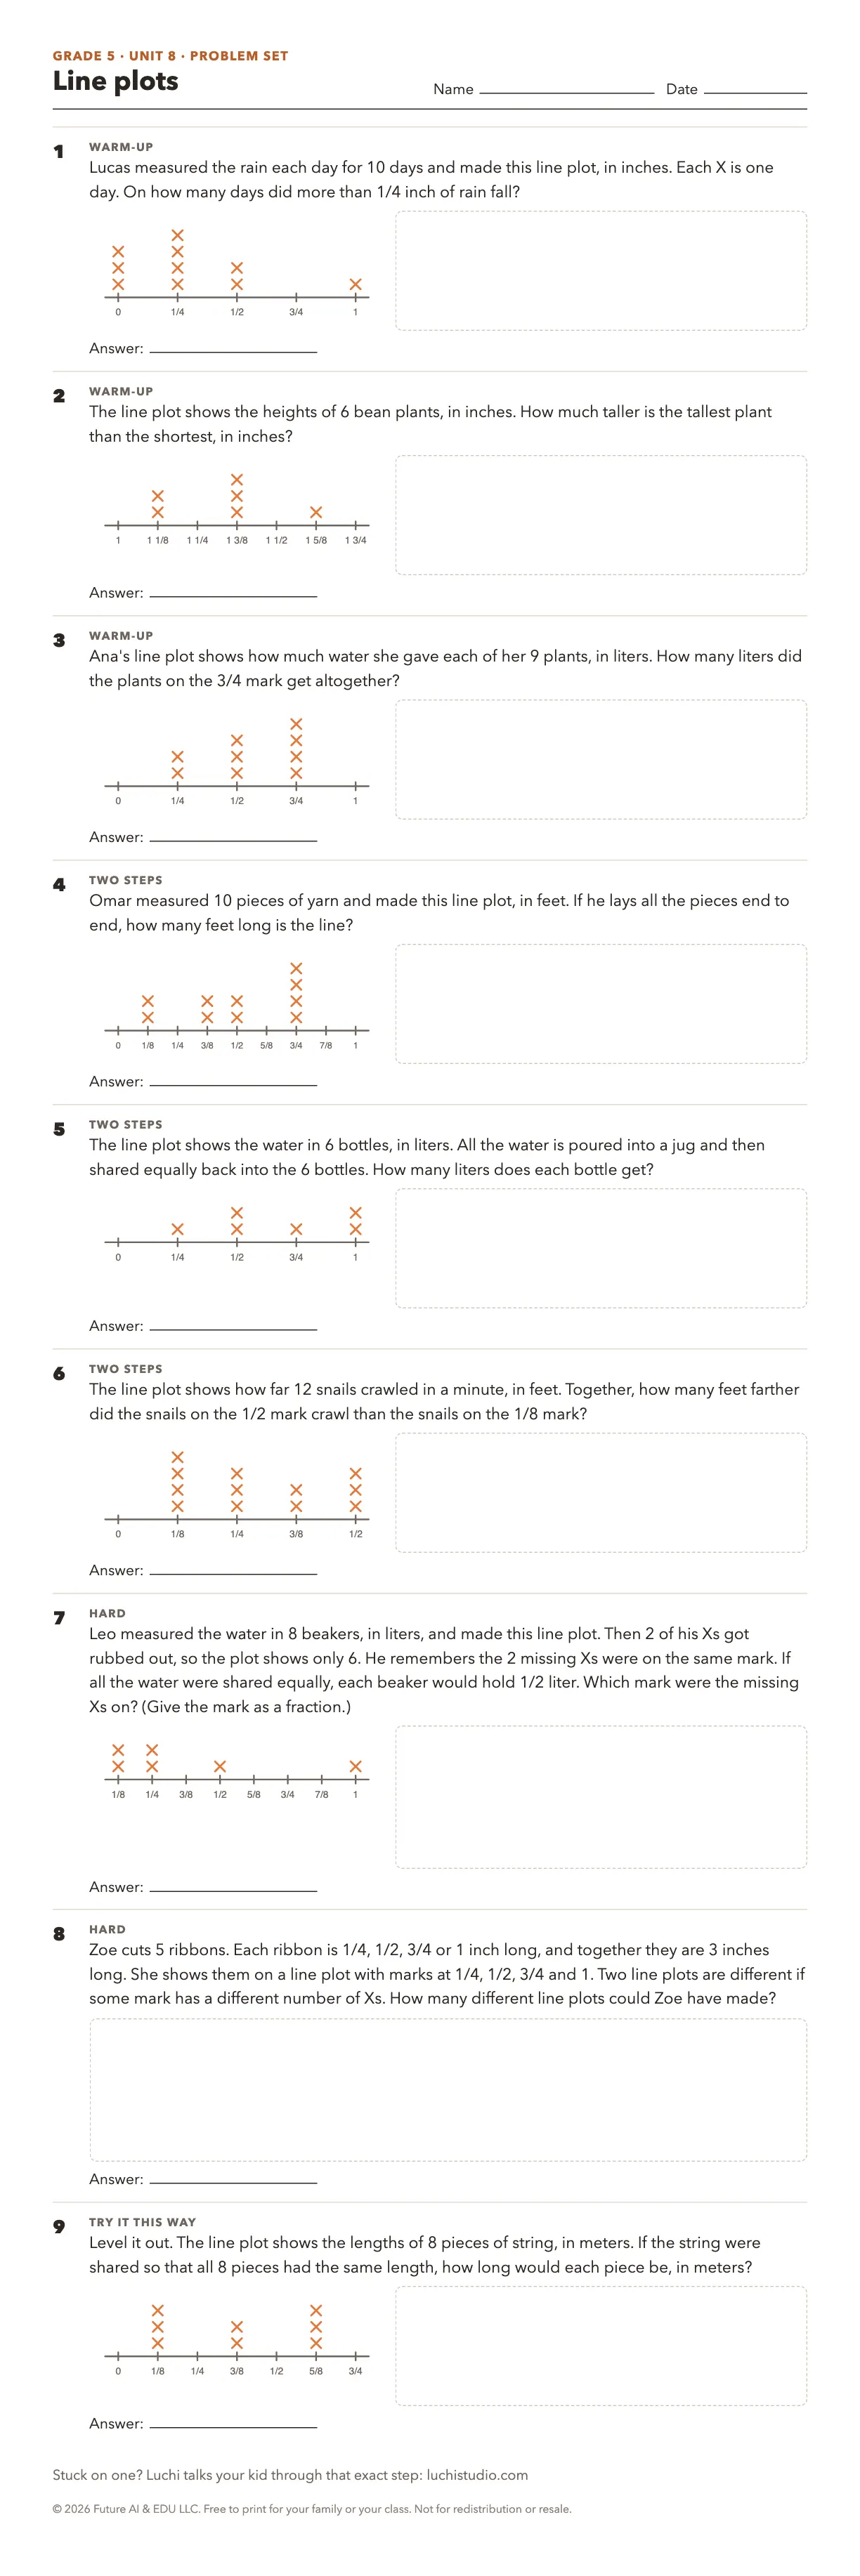 GRADE 5 · UNIT 8 · PROBLEM SET
Line plots
Name Date
1 WARM-UP
Lucas measured the rain each day for 10 days and made this line plot, in inches. Each X is one
day. On how many days did more than 1/4 inch of rain fall?
0 1/4 1/2 3/4 1
Answer:
2 WARM-UP
The line plot shows the heights of 6 bean plants, in inches. How much taller is the tallest plant
than the shortest, in inches?
1 1 1/8 1 1/4 1 3/8 1 1/2 1 5/8 1 3/4
Answer:
3 WARM-UP
Ana's line plot shows how much water she gave each of her 9 plants, in liters. How many liters did
the plants on the 3/4 mark get altogether?
0 1/4 1/2 3/4 1
Answer:
4 TWO STEPS
Omar measured 10 pieces of yarn and made this line plot, in feet. If he lays all the pieces end to
end, how many feet long is the line?
0 1/8 1/4 3/8 1/2 5/8 3/4 7/8 1
Answer:
5 TWO STEPS
The line plot shows the water in 6 bottles, in liters. All the water is poured into a jug and then
shared equally back into the 6 bottles. How many liters does each bottle get?
0 1/4 1/2 3/4 1
Answer:
6 TWO STEPS
The line plot shows how far 12 snails crawled in a minute, in feet. Together, how many feet farther
did the snails on the 1/2 mark crawl than the snails on the 1/8 mark?
0 1/8 1/4 3/8 1/2
Answer:
7 HARD
Leo measured the water in 8 beakers, in liters, and made this line plot. Then 2 of his Xs got
rubbed out, so the plot shows only 6. He remembers the 2 missing Xs were on the same mark. If
all the water were shared equally, each beaker would hold 1/2 liter. Which mark were the missing
Xs on? (Give the mark as a fraction.)
1/8 1/4 3/8 1/2 5/8 3/4 7/8 1
Answer:
8 HARD
Zoe cuts 5 ribbons. Each ribbon is 1/4, 1/2, 3/4 or 1 inch long, and together they are 3 inches
long. She shows them on a line plot with marks at 1/4, 1/2, 3/4 and 1. Two line plots are different if
some mark has a different number of Xs. How many different line plots could Zoe have made?
Answer:
9 TRY IT THIS WAY
Level it out. The line plot shows the lengths of 8 pieces of string, in meters. If the string were
shared so that all 8 pieces had the same length, how long would each piece be, in meters?
0 1/8 1/4 3/8 1/2 5/8 3/4
Answer:
Stuck on one? Luchi talks your kid through that exact step: luchistudio.com
© 2026 Future AI & EDU LLC. Free to print for your family or your class. Not for redistribution or resale.